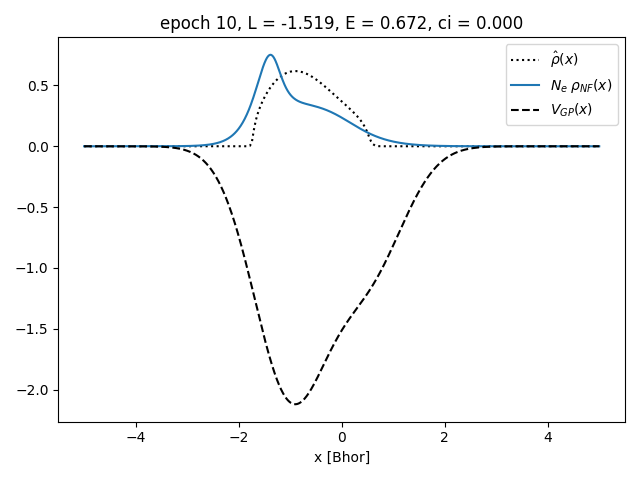 epoch 10, L = -1.519, E = 0.672, ci = 0.000
ρ̂(x)
N_e ρ_NF(x)
V_GP(x)
0.5
0.0
−0.5
−1.0
−1.5
−2.0
−4 −2 0 2 4
x [Bhor]